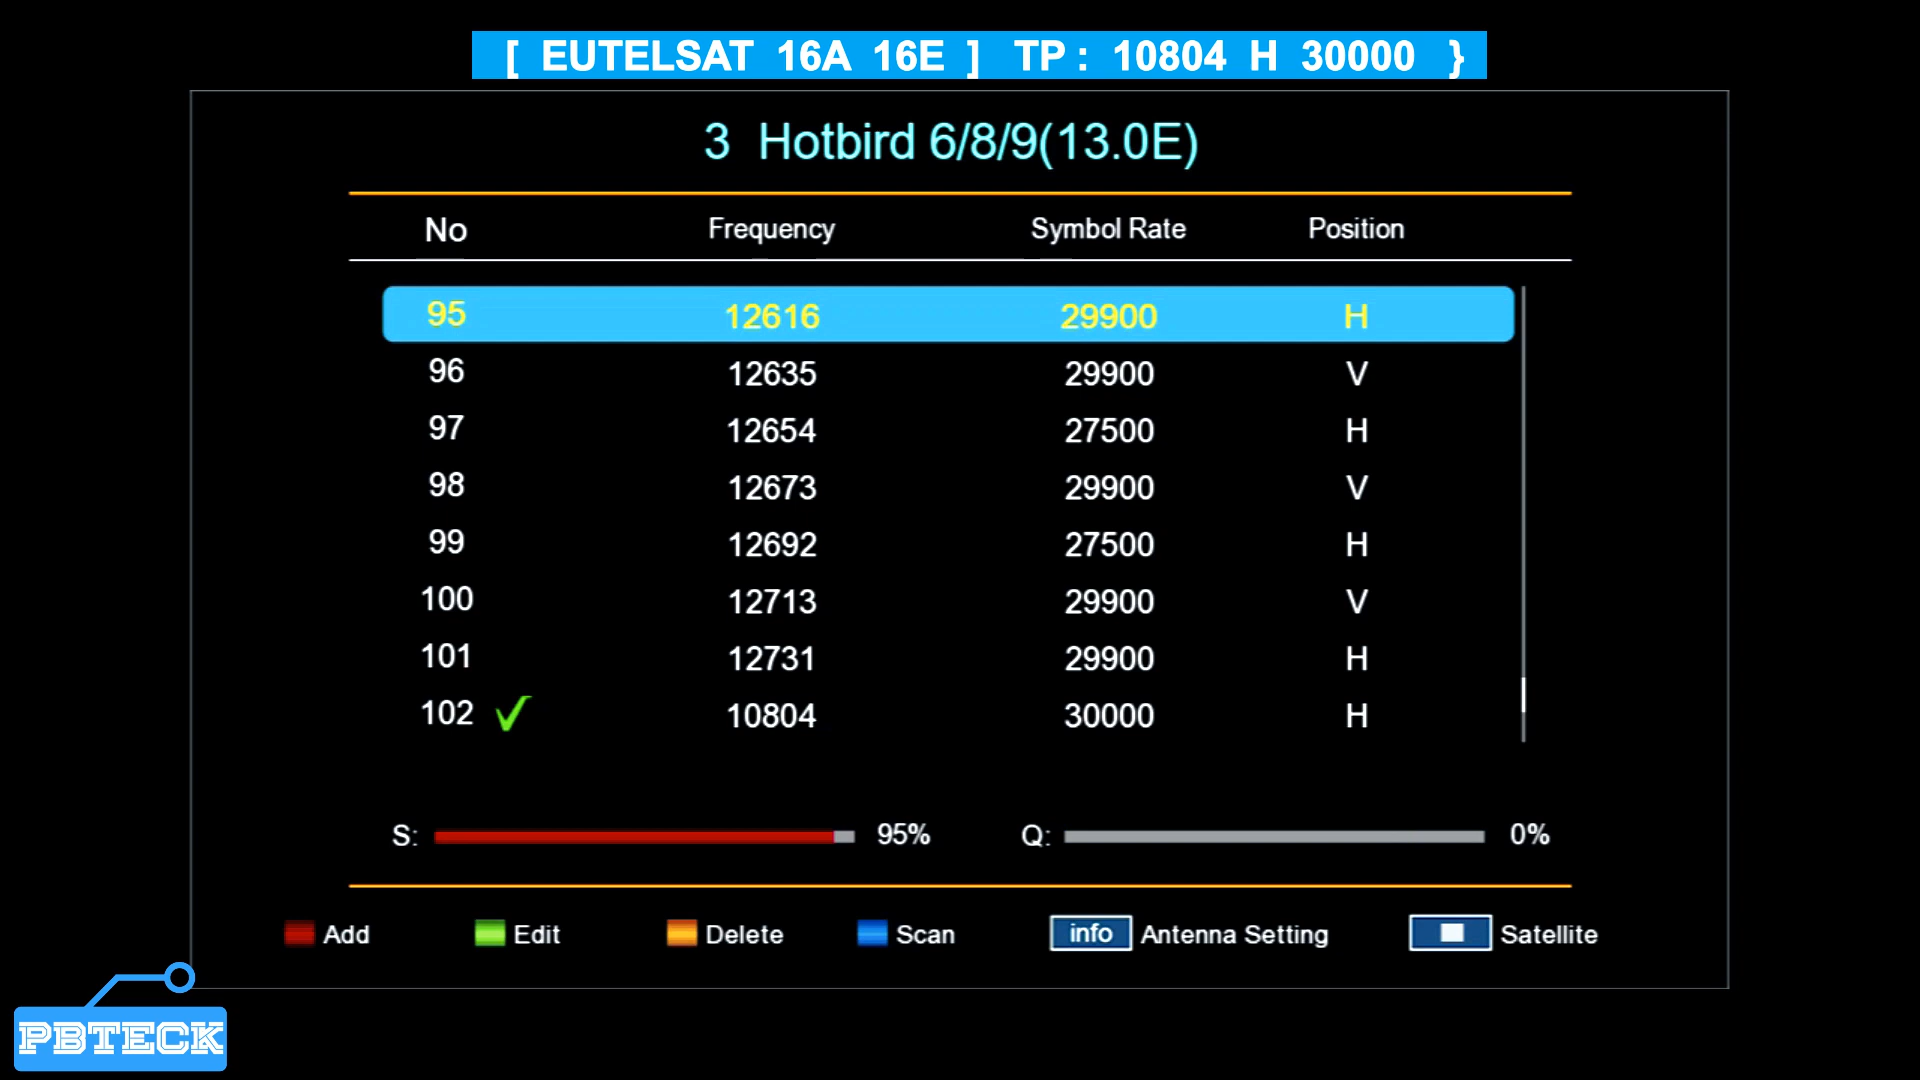 [ EUTELSAT 16A 16E ] TP : 10804 H 30000 }
3 Hotbird 6/8/9(13.0E)
No Frequency Symbol Rate Position
95 12616 29900 H
96 12635 29900 V
97 12654 27500 H
98 12673 29900 V
99 12692 27500 H
100 12713 29900 V
101 12731 29900 H
102 10804 30000 H
S: 95% Q: 0%
Add Edit Delete Scan info Antenna Setting Satellite
PBTECK